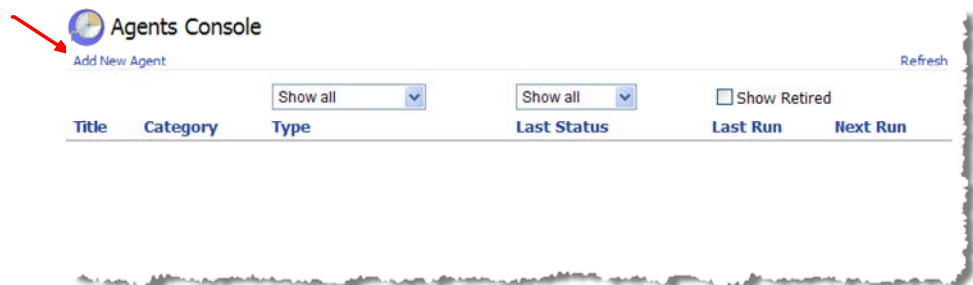 Agents Console
Add New Agent Refresh
Show all Show all Show Retired
Title Category Type Last Status Last Run Next Run